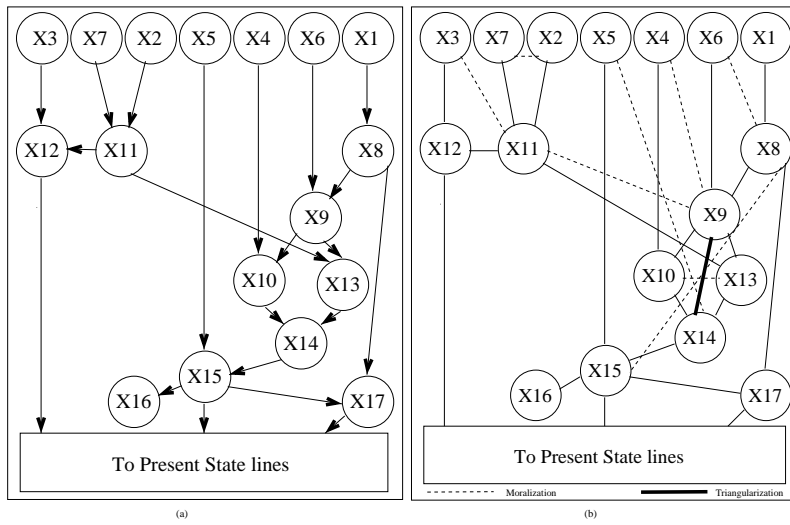 X3 X7 X2 X5 X4 X6 X1
X12 X11 X8
X9
X10 X13
X14
X15
X16 X17
To Present State lines
(a)
X3 X7 X2 X5 X4 X6 X1
X12 X11 X8
X9
X10 X13
X14
X15
X16 X17
To Present State lines
Moralization Triangularization
(b)